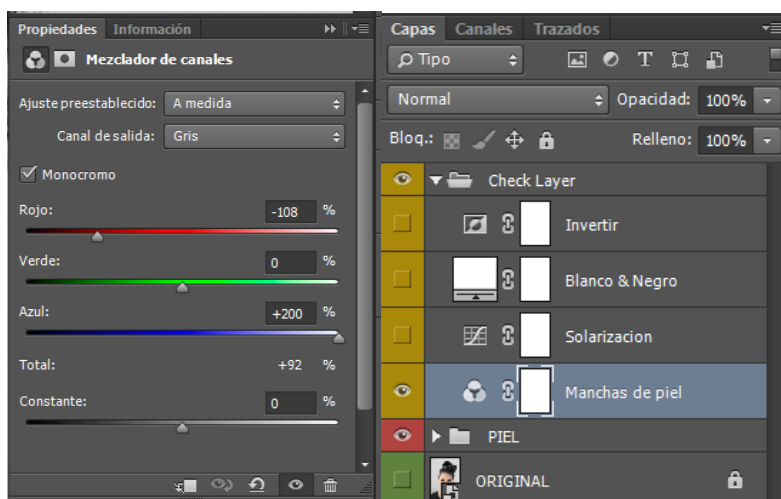 Propiedades Información
Mezclador de canales
Ajuste preestablecido: A medida
Canal de salida: Gris
Monocromo
Rojo: -108 %
Verde: 0 %
Azul: +200 %
Total: +92 %
Constante: 0 %
Capas Canales Trazados
Tipo
Normal Opacidad: 100%
Bloq.: Relleno: 100%
Check Layer
Invertir
Blanco & Negro
Solarizacion
Manchas de piel
PIEL
ORIGINAL